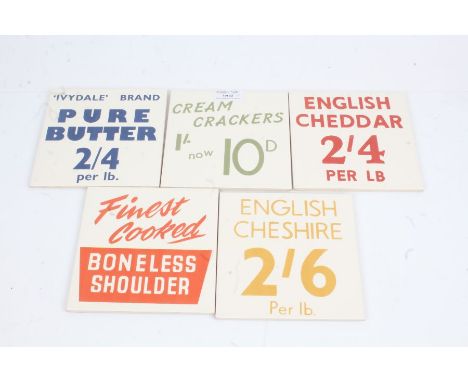 'IVYDALE' BRAND
PURE
BUTTER
2/4
per lb.
CREAM
CRACKERS
1/- now 10D
ENGLISH
CHEDDAR
2'4
PER LB
Finest
Cooked
BONELESS
SHOULDER
ENGLISH
CHESHIRE
2'6
Per lb.